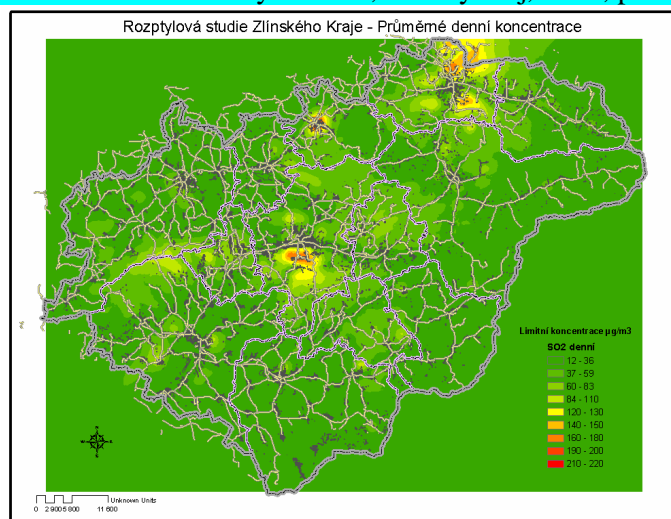 Rozptylová studie Zlínského Kraje - Průměrné denní koncentrace
Limitní koncentrace µg/m3
SO2 denní
12 - 36
37 - 59
60 - 83
84 - 110
120 - 130
140 - 150
160 - 180
190 - 200
210 - 220
Unknown Units
0 2 900 5 800 11 600